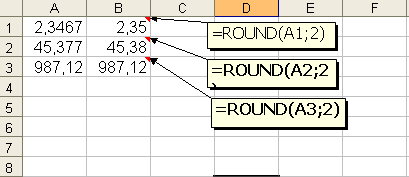 A B C D E F
1 2,3467 2,35
=ROUND(A1;2)
2 45,377 45,38
=ROUND(A2;2
3 987,12 987,12
4
=ROUND(A3;2)
5
6
7
8